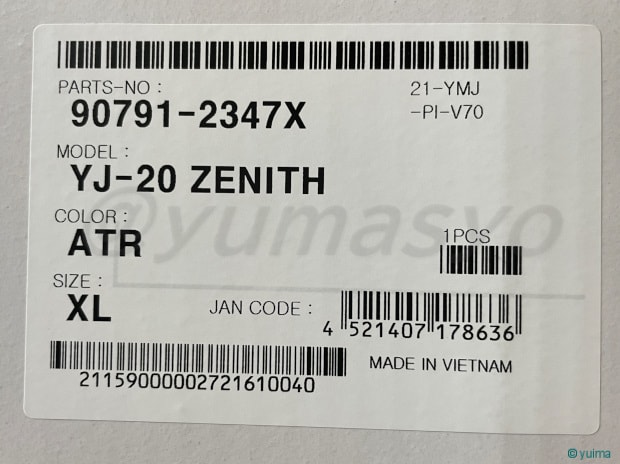 PARTS-NO :
21-YMJ
90791-2347X
-PI-V70
MODEL :
YJ-20 ZENITH
@yumasyo
COLOR :
ATR
1PCS
SIZE :
XL
JAN CODE :
4 521407 178636
MADE IN VIETNAM
21159000002721610040
© yuima